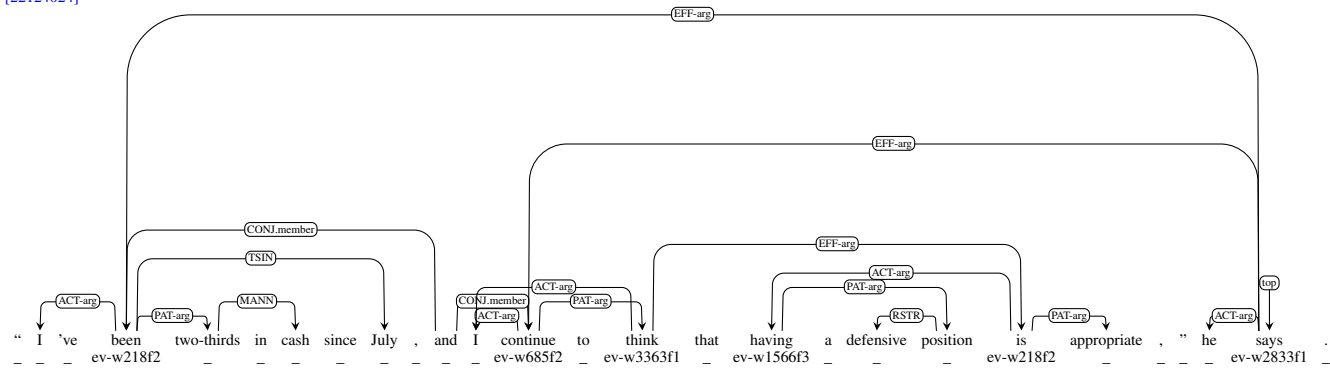 [22124024]
EFF-arg
EFF-arg
CONJ.member
EFF-arg
TSIN
ACT-arg
top
ACT-arg PAT-arg
ACT-arg MANN CONJ.member PAT-arg
PAT-arg ACT-arg RSTR PAT-arg ACT-arg
“ I ’ve been two-thirds in cash since July , and I continue to think that having a defensive position is appropriate , ” he says .
_ _ _ ev-w218f2 _ _ _ _ _ _ _ _ ev-w685f2 _ ev-w3363f1 _ ev-w1566f3 _ _ _ ev-w218f2 _ _ _ _ ev-w2833f1 _